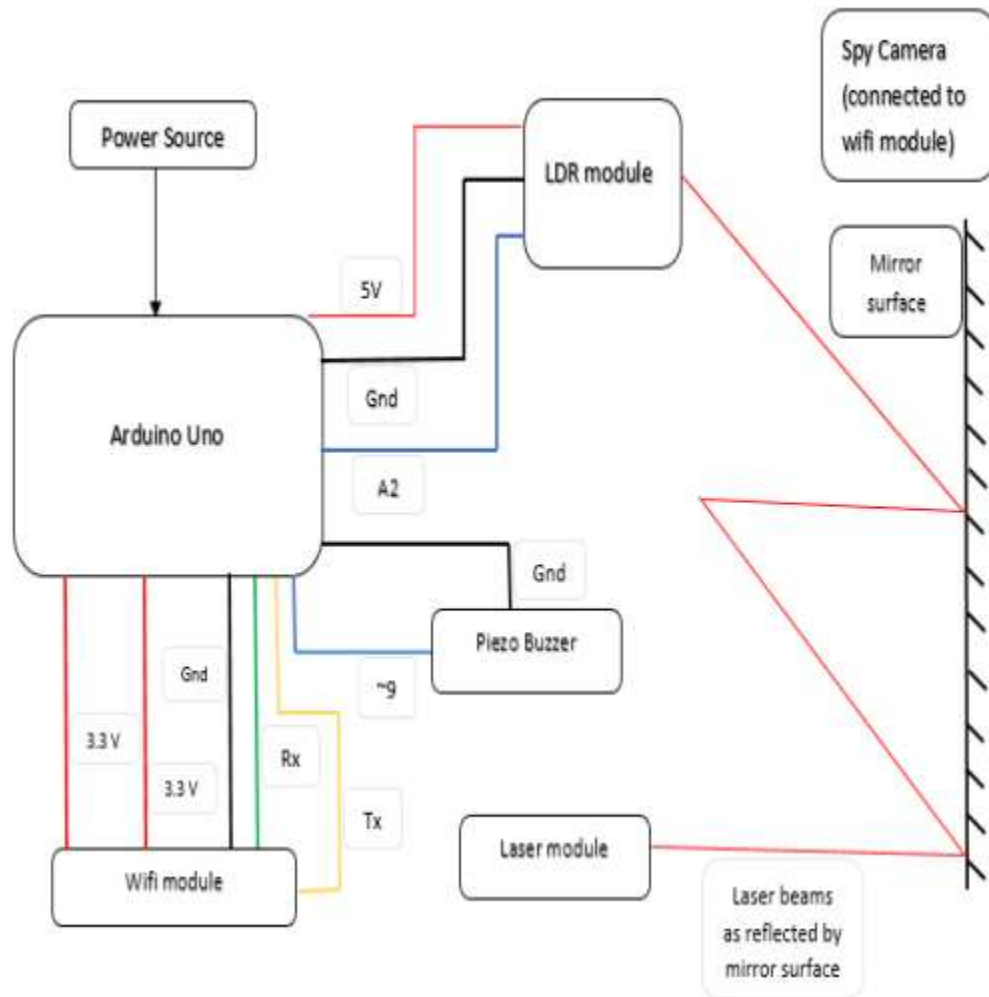 Spy Camera
(connected to
wifi module)
Power Source
LDR module
Mirror
surface
5V
Gnd
Arduino Uno
A2
Gnd
Piezo Buzzer
Gnd
~9
3.3 V
Rx
3.3 V
Tx
Laser module
Wifi module
Laser beams
as reflected by
mirror surface